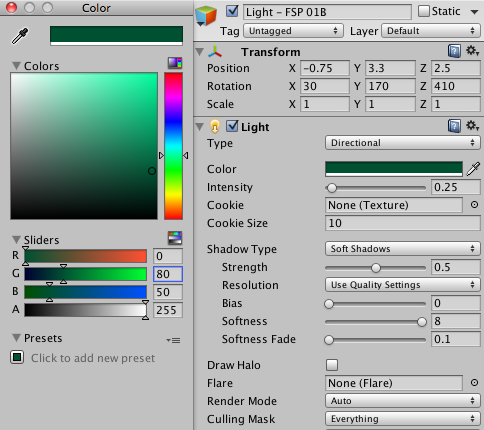 Color
Colors
Sliders
R 0
G 80
B 50
A 255
Presets
Click to add new preset
Light - FSP 01B Static
Tag Untagged Layer Default
Transform
Position X -0.75 Y 3.3 Z 2.5
Rotation X 30 Y 170 Z 410
Scale X 1 Y 1 Z 1
Light
Type Directional
Color
Intensity 0.25
Cookie None (Texture)
Cookie Size 10
Shadow Type Soft Shadows
Strength 0.5
Resolution Use Quality Settings
Bias 0
Softness 8
Softness Fade 0.1
Draw Halo
Flare None (Flare)
Render Mode Auto
Culling Mask Everything